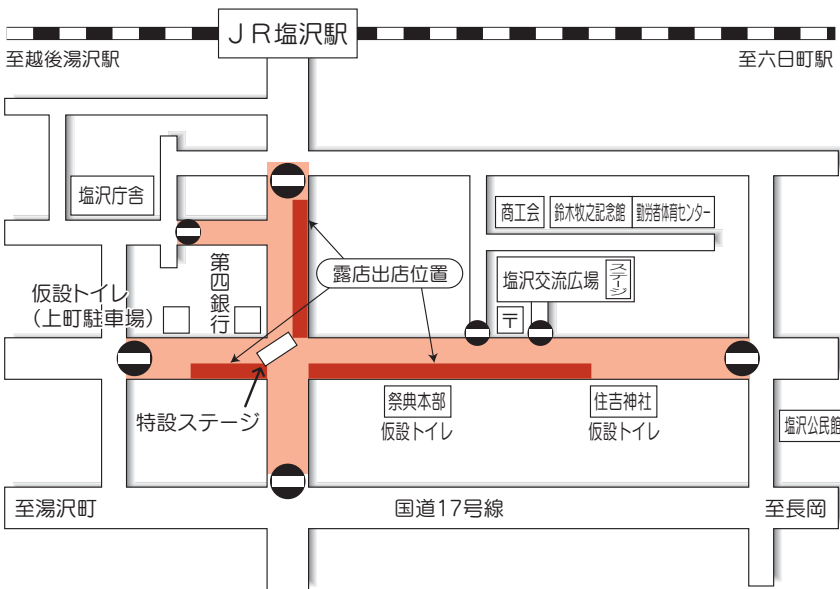 JR塩沢駅
至越後湯沢駅
至六日町駅
塩沢庁舎
商工会
鈴木牧之記念館
勤労者体育センター
第四銀行
露店出店位置
塩沢交流広場
ステージ
仮設トイレ
（上町駐車場）
〒
特設ステージ
祭典本部
仮設トイレ
住吉神社
仮設トイレ
塩沢公民館
至湯沢町
国道17号線
至長岡